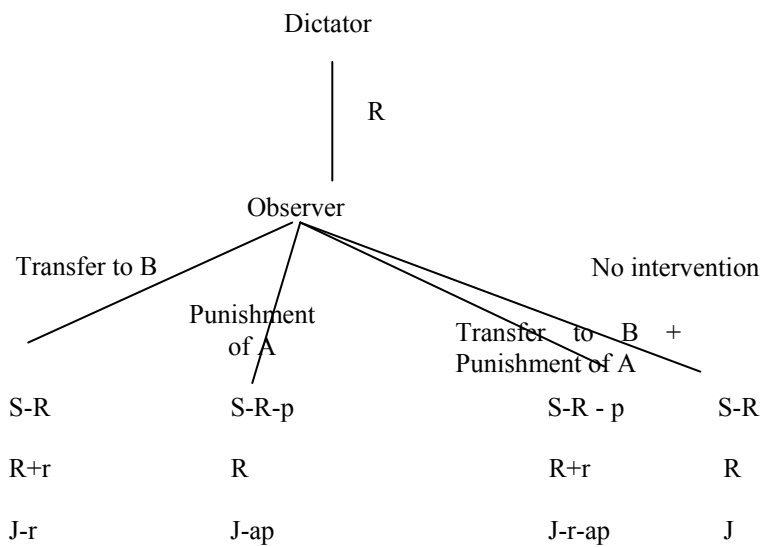 Dictator
R
Observer
Transfer to B
No intervention
Punishment
of A
Transfer to B +
Punishment of A
S-R S-R-p S-R - p S-R
R+r R R+r R
J-r J-ap J-r-ap J